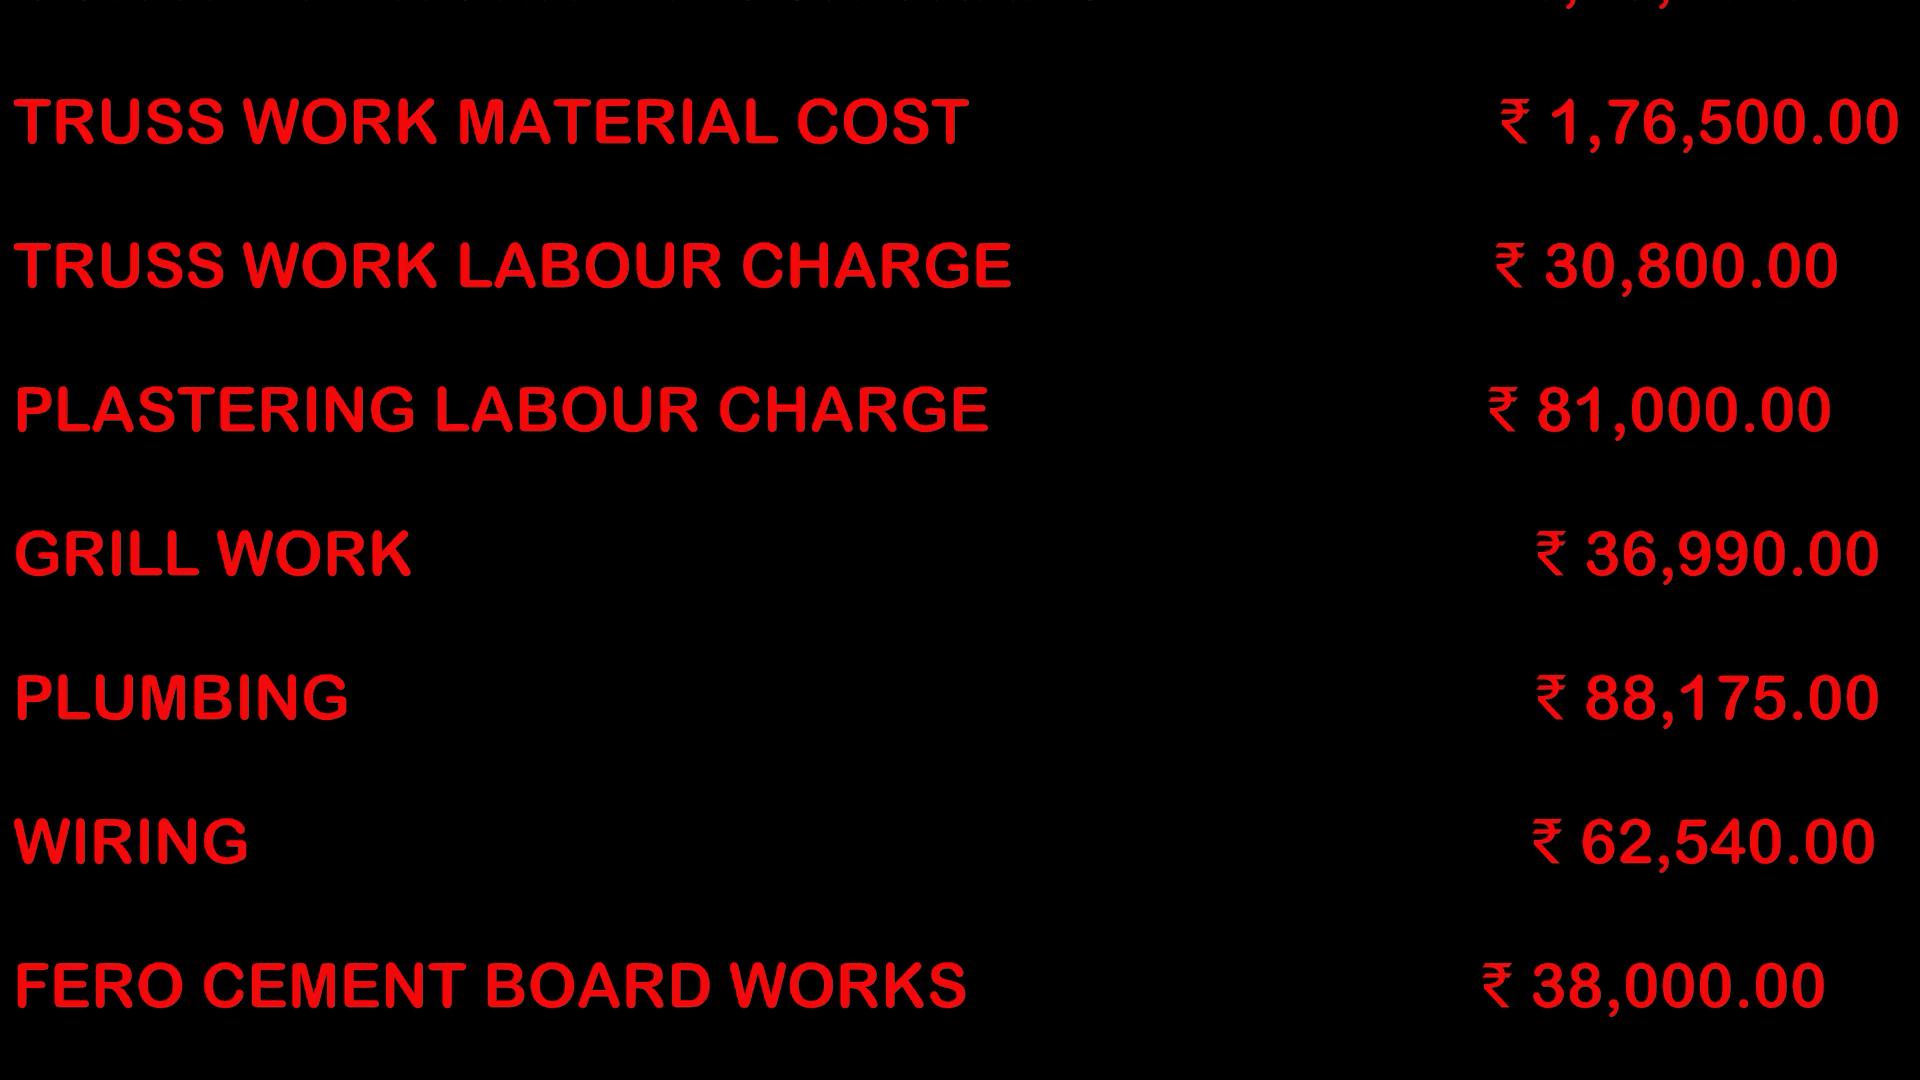 TRUSS WORK MATERIAL COST ₹ 1,76,500.00
TRUSS WORK LABOUR CHARGE ₹ 30,800.00
PLASTERING LABOUR CHARGE ₹ 81,000.00
GRILL WORK ₹ 36,990.00
PLUMBING ₹ 88,175.00
WIRING ₹ 62,540.00
FERO CEMENT BOARD WORKS ₹ 38,000.00